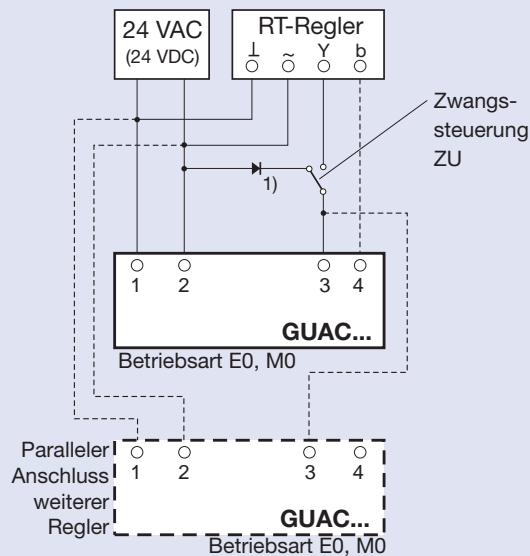 24 VAC
(24 VDC)
RT-Regler
⊥ ~ Y b
Zwangs-
steuerung
ZU
1)
1 2 3 4
GUAC...
Betriebsart E0, M0
Paralleler
Anschluss
weiterer
Regler
1 2 3 4
GUAC...
Betriebsart E0, M0